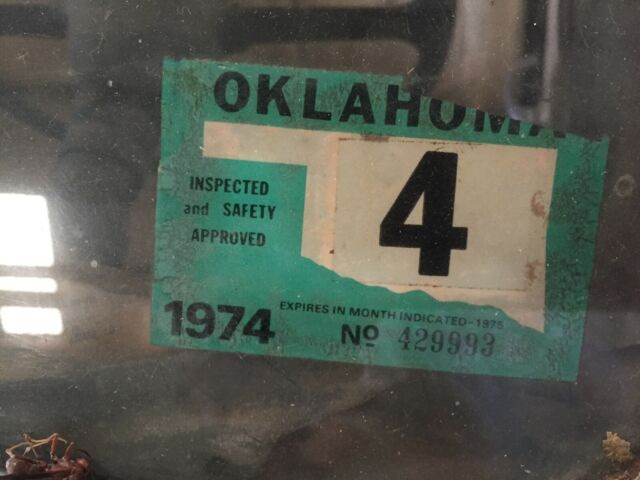 OKLAHOMA
4
INSPECTED
and SAFETY
APPROVED
EXPIRES IN MONTH INDICATED-1975
1974
Nº 429993